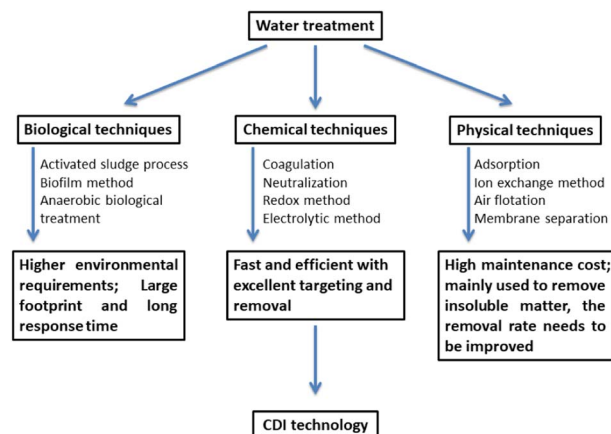 Water treatment
Biological techniques
Chemical techniques
Physical techniques
Activated sludge process
Biofilm method
Anaerobic biological
treatment
Coagulation
Neutralization
Redox method
Electrolytic method
Adsorption
Ion exchange method
Air flotation
Membrane separation
Higher environmental
requirements; Large
footprint and long
response time
Fast and efficient with
excellent targeting and
removal
High maintenance cost;
mainly used to remove
insoluble matter, the
removal rate needs to
be improved
CDI technology